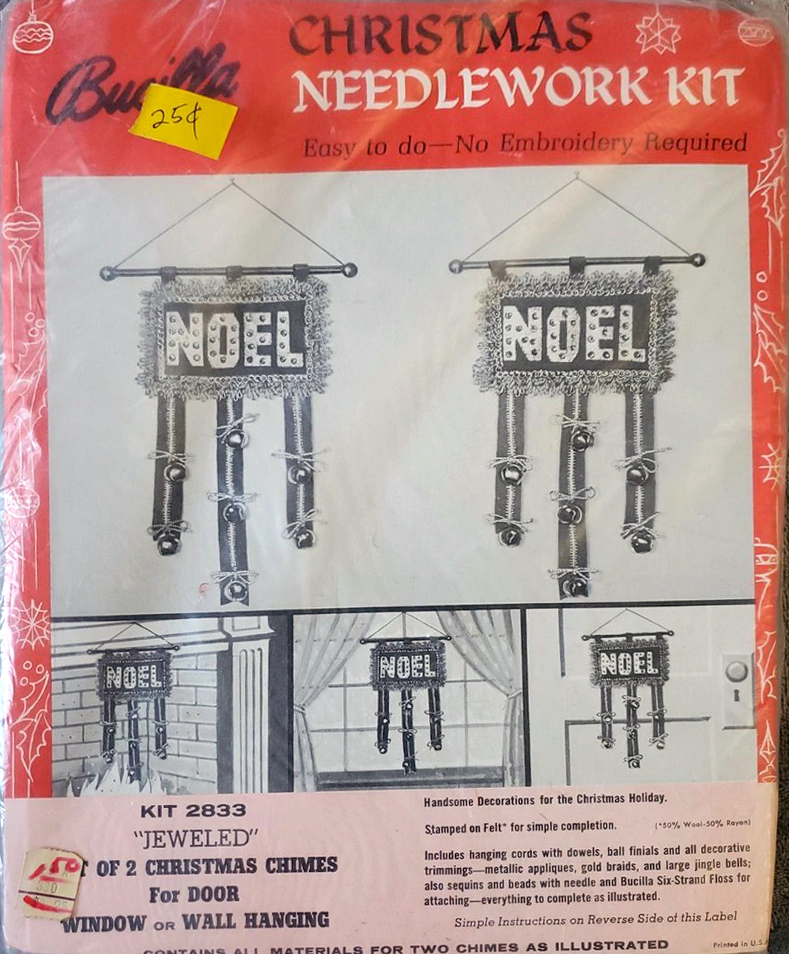 CHRISTMAS
Bucilla
25¢
NEEDLEWORK KIT
Easy to do—No Embroidery Required
NOEL
NOEL
NOEL
NOEL
NOEL
KIT 2833
"JEWELED"
OF 2 CHRISTMAS CHIMES
For DOOR
WINDOW OR WALL HANGING
1.50
Handsome Decorations for the Christmas Holiday.
Stamped on Felt* for simple completion. (*50% Wool-50% Rayon)
Includes hanging cords with dowels, ball finials and all decorative
trimmings—metallic appliques, gold braids, and large jingle bells;
also sequins and beads with needle and Bucilla Six-Strand Floss for
attaching—everything to complete as illustrated.
Simple Instructions on Reverse Side of this Label
CONTAINS ALL MATERIALS FOR TWO CHIMES AS ILLUSTRATED
Printed in U.S.